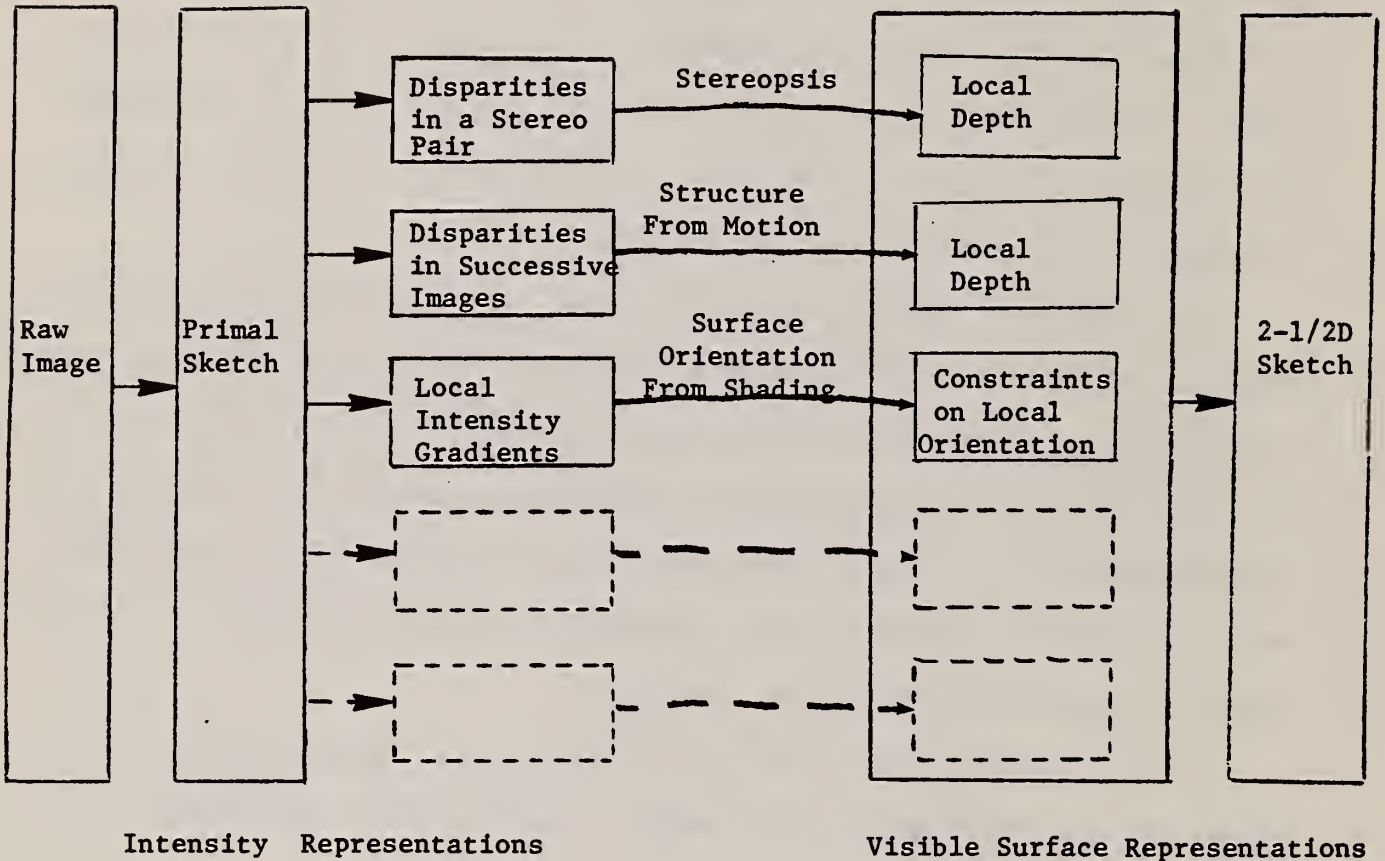 Raw
Image
Primal
Sketch
Disparities
in a Stereo
Pair
Stereopsis
Local
Depth
Disparities
in Successive
Images
Structure
From Motion
Local
Depth
Local
Intensity
Gradients
Surface
Orientation
From Shading
Constraints
on Local
Orientation
2-1/2D
Sketch
Intensity Representations
Visible Surface Representations